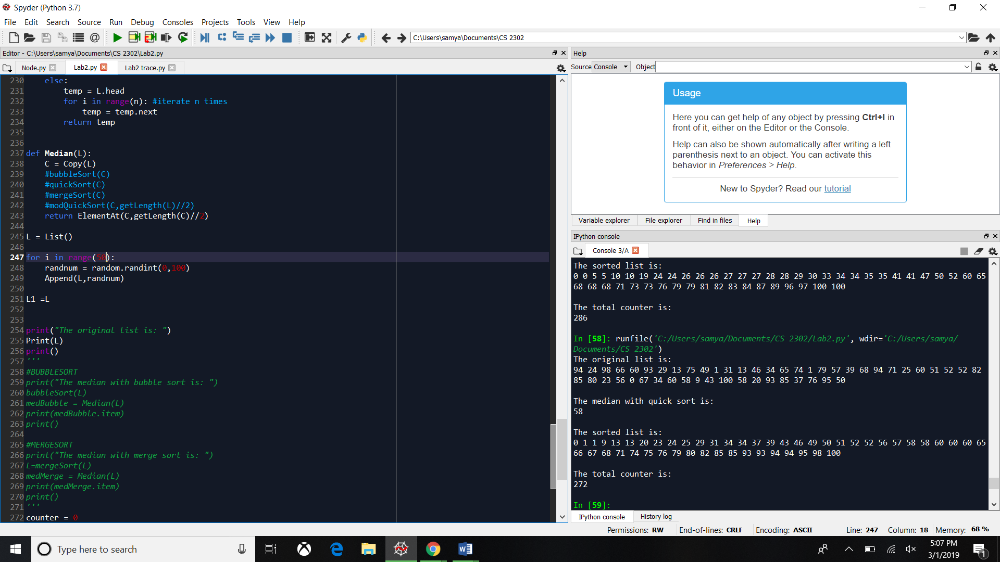 Spyder (Python 3.7)
File Edit Search Source Run Debug Consoles Projects Tools View Help
C:\Users\samya\Documents\CS 2302
Editor - C:\Users\samya\Documents\CS 2302\Lab2.py
Node.py Lab2.py Lab2 trace.py
230 else:
231 temp = L.head
232 for i in range(n): #iterate n times
233 temp = temp.next
234 return temp
235
236
237 def Median(L):
238 C = Copy(L)
239 #bubbleSort(C)
240 #quickSort(C)
241 #mergeSort(C)
242 #modQuickSort(C,getLength(L)//2)
243 return ElementAt(C,getLength(C)//2)
244
245 L = List()
246
247 for i in range(50):
248 randnum = random.randint(0,100)
249 Append(L,randnum)
250
251 L1 =L
252
253
254 print("The original list is: ")
255 Print(L)
256 print()
257 '''
258 #BUBBLESORT
259 print("The median with bubble sort is: ")
260 bubbleSort(L)
261 medBubble = Median(L)
262 print(medBubble.item)
263 print()
264
265 #MERGESORT
266 print("The median with merge sort is: ")
267 L=mergeSort(L)
268 medMerge = Median(L)
269 print(medMerge.item)
270 print()
271 '''
272 counter = 0
Help
Source Console Object
Usage
Here you can get help of any object by pressing Ctrl+I in
front of it, either on the Editor or the Console.
Help can also be shown automatically after writing a left
parenthesis next to an object. You can activate this
behavior in Preferences > Help.
New to Spyder? Read our tutorial
Variable explorer File explorer Find in files Help
IPython console
Console 3/A
The sorted list is:
0 0 5 5 10 10 19 24 24 26 26 26 27 27 27 28 28 29 30 33 34 34 35 35 41 41 47 50 52 60 65
68 68 68 71 73 73 76 79 79 81 82 83 84 87 89 96 97 100 100
The total counter is:
286
In [58]: runfile('C:/Users/samya/Documents/CS 2302/Lab2.py', wdir='C:/Users/samya/
Documents/CS 2302')
The original list is:
94 24 98 66 60 93 29 13 75 49 1 31 13 46 34 65 74 1 79 57 39 68 94 71 25 60 51 52 52 82
85 80 23 56 0 67 34 60 58 9 43 100 58 20 93 85 37 76 95 50
The median with quick sort is:
58
The sorted list is:
0 1 1 9 13 13 20 23 24 25 29 31 34 34 37 39 43 46 49 50 51 52 52 56 57 58 58 60 60 60 65
66 67 68 71 74 75 76 79 80 82 85 85 93 93 94 94 95 98 100
The total counter is:
272
In [59]:
IPython console History log
Permissions: RW End-of-lines: CRLF Encoding: ASCII Line: 247 Column: 18 Memory: 68 %
Type here to search
5:07 PM
3/1/2019
1